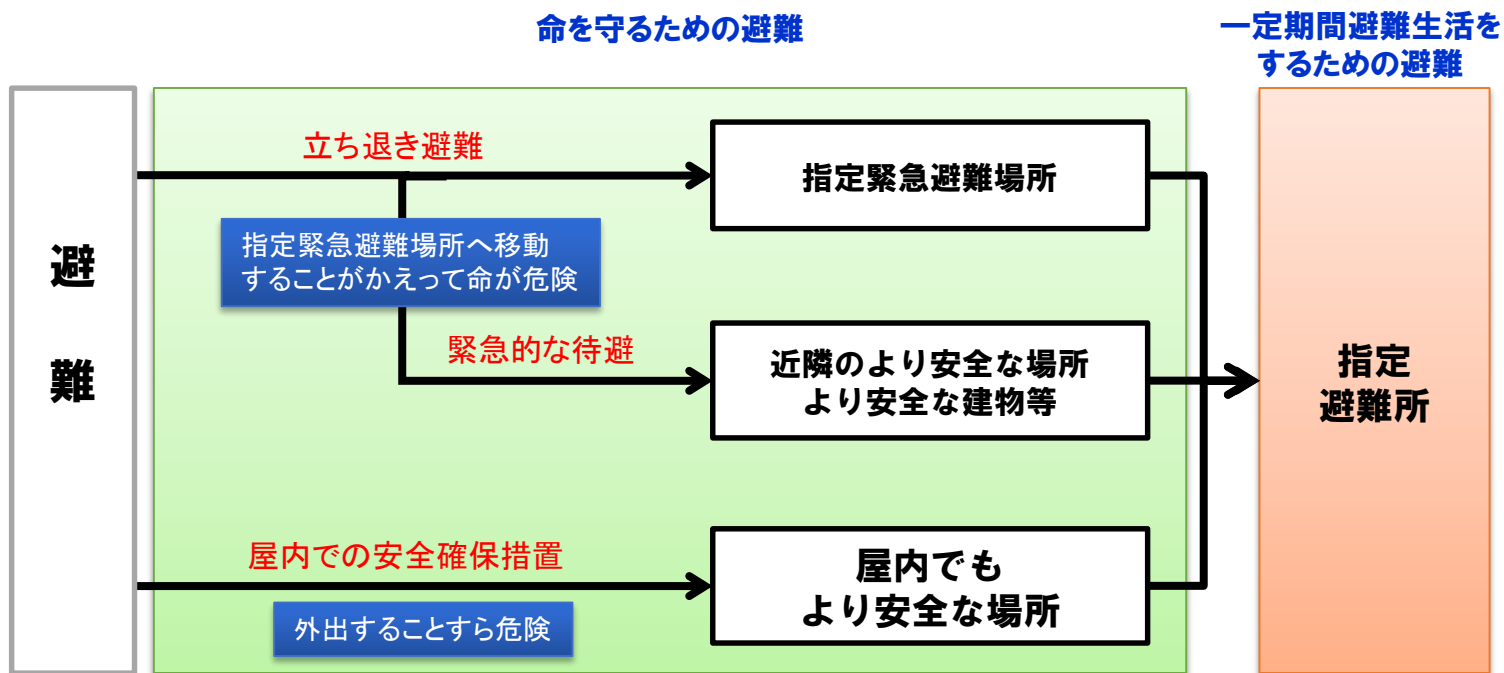 命を守るための避難
一定期間避難生活を
するための避難
避
難
立ち退き避難
指定緊急避難場所
指定緊急避難場所へ移動
することがかえって命が危険
緊急的な待避
近隣のより安全な場所
より安全な建物等
屋内での安全確保措置
外出することすら危険
屋内でも
より安全な場所
指定
避難所